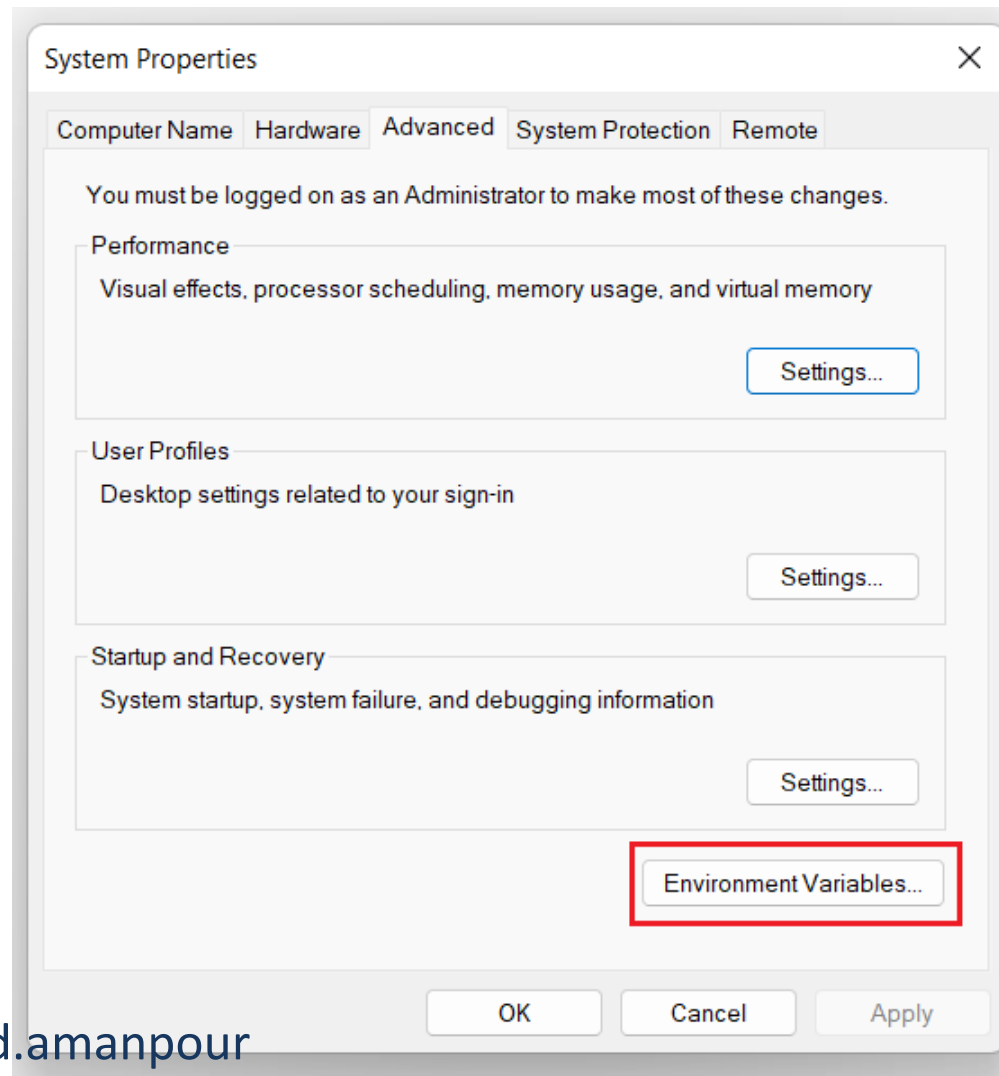 System Properties
Computer Name Hardware Advanced System Protection Remote
You must be logged on as an Administrator to make most of these changes.
Performance
Visual effects, processor scheduling, memory usage, and virtual memory
Settings...
User Profiles
Desktop settings related to your sign-in
Settings...
Startup and Recovery
System startup, system failure, and debugging information
Settings...
Environment Variables...
OK Cancel Apply
d.amanpour